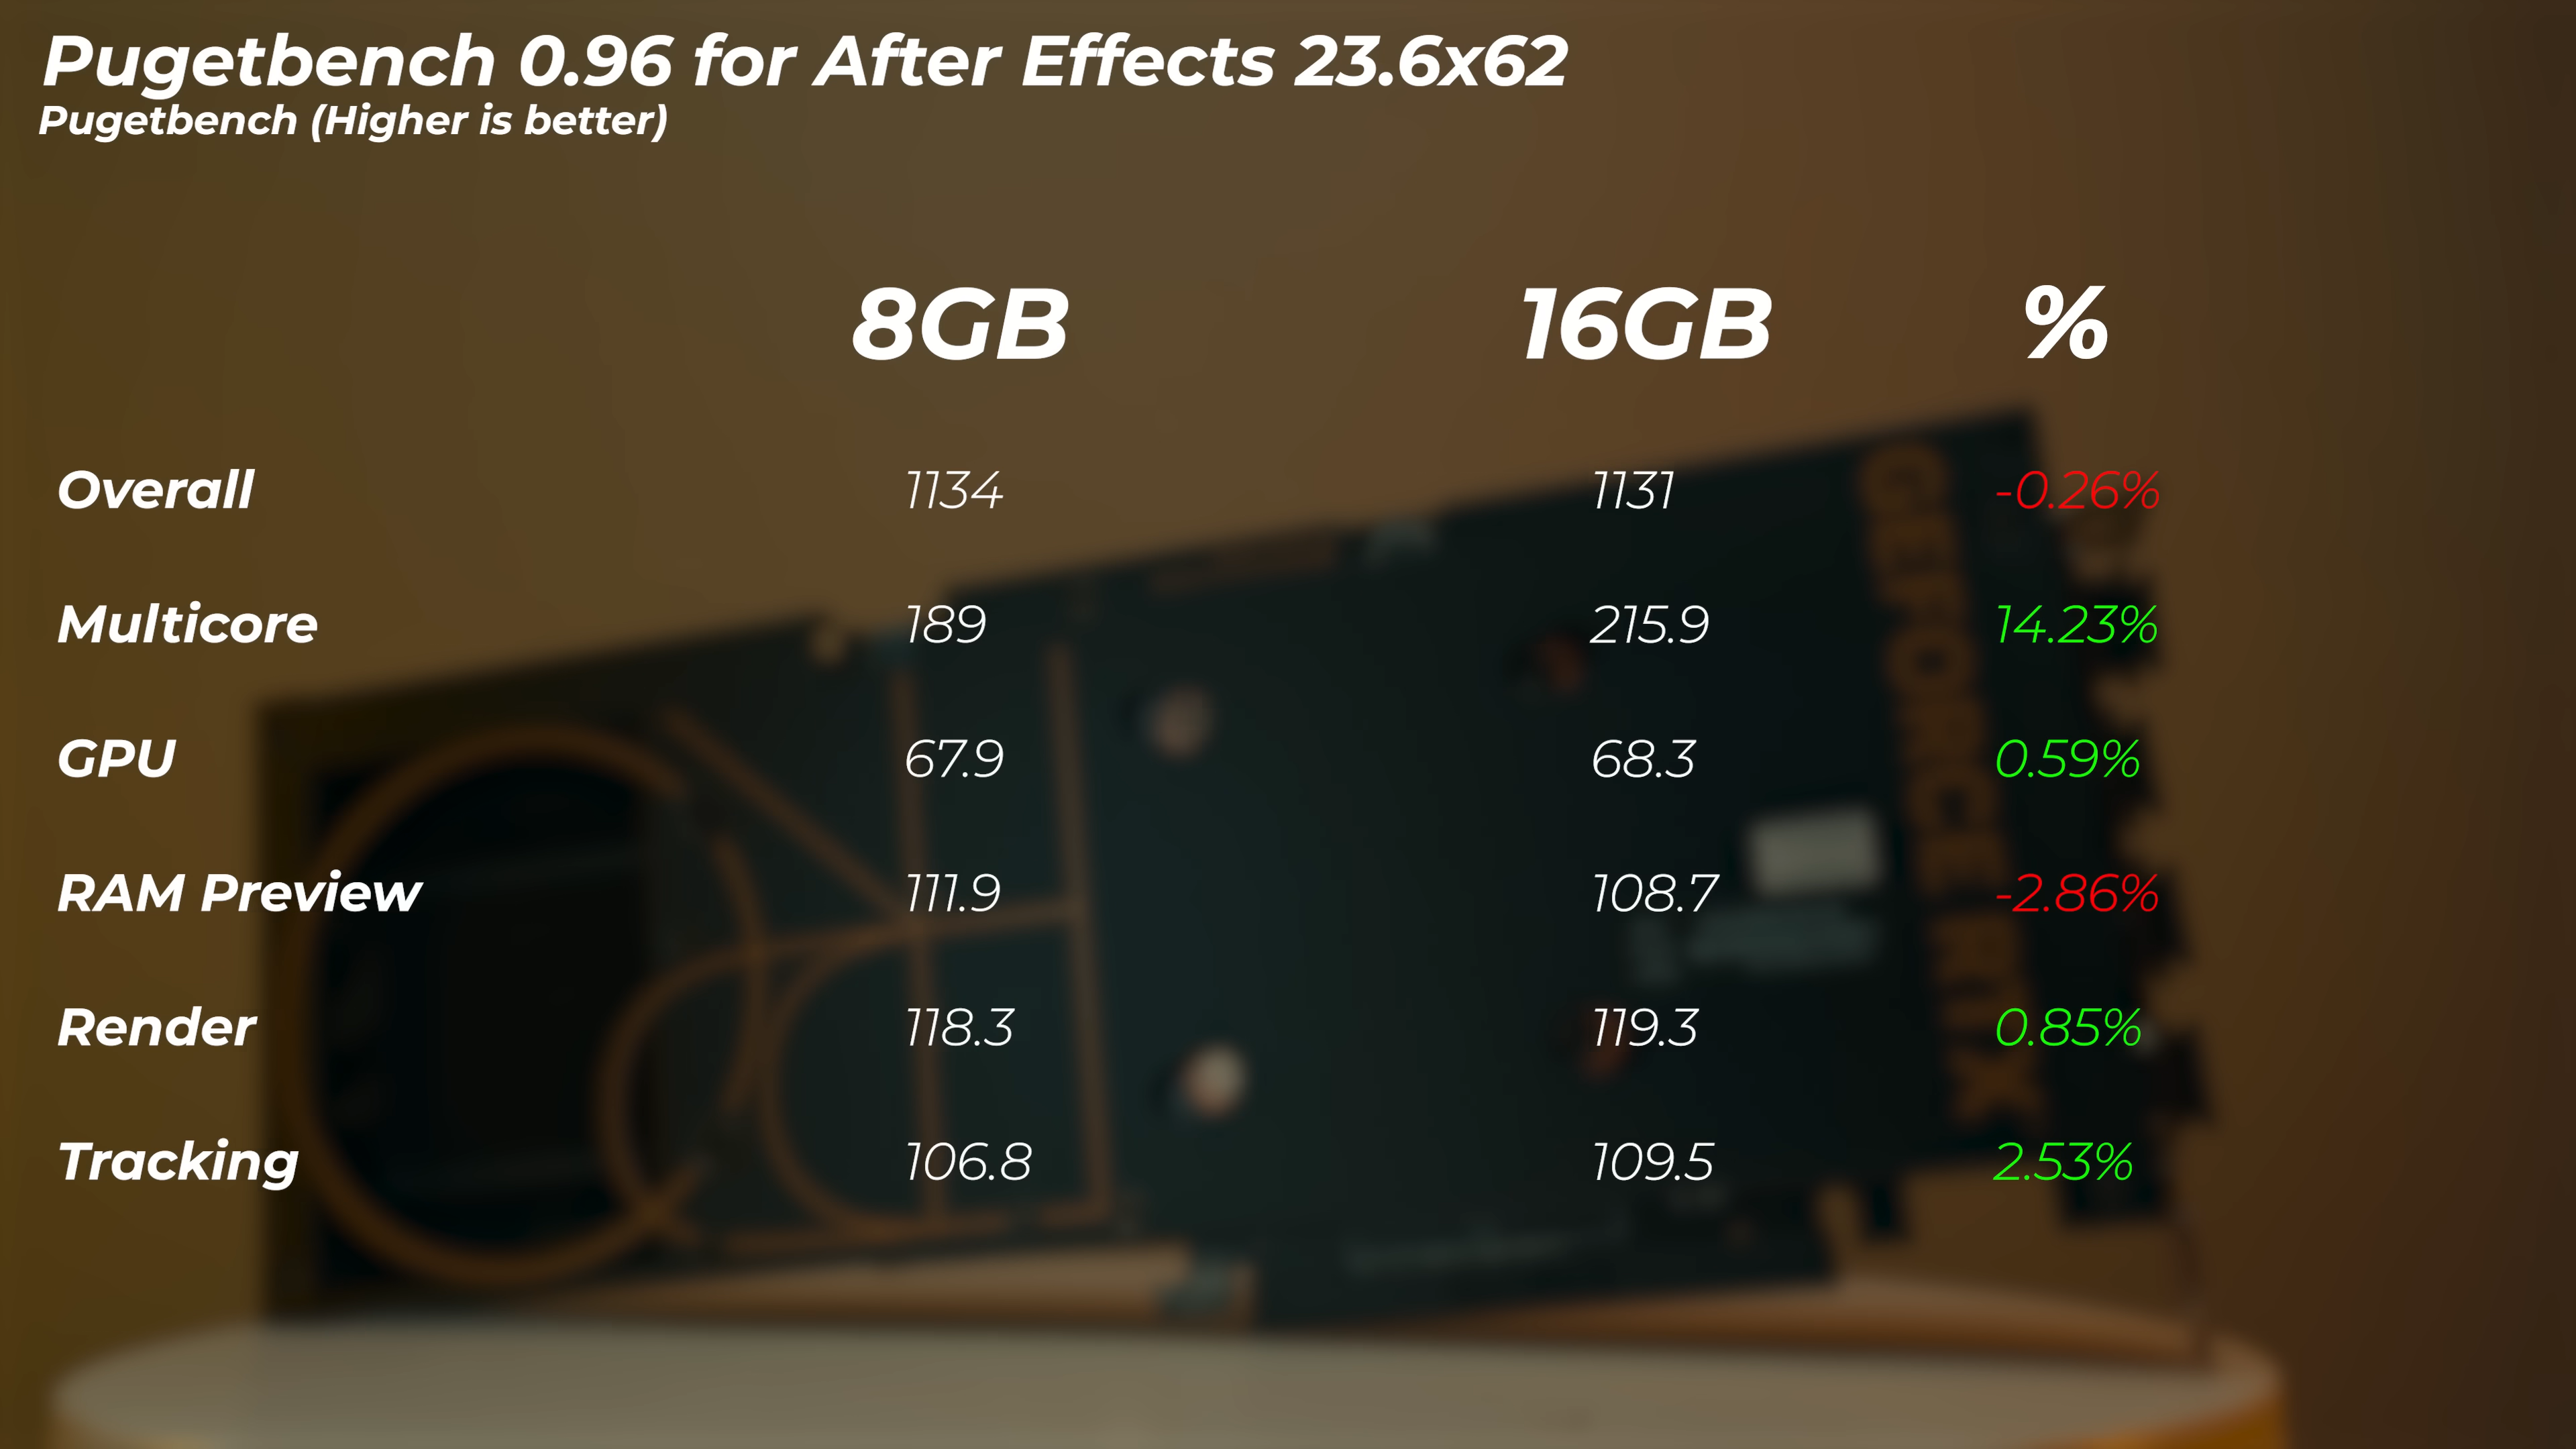 Pugetbench 0.96 for After Effects 23.6x62
Pugetbench (Higher is better)
8GB 16GB %
Overall 1134 1131 -0.26%
Multicore 189 215.9 14.23%
GPU 67.9 68.3 0.59%
RAM Preview 111.9 108.7 -2.86%
Render 118.3 119.3 0.85%
Tracking 106.8 109.5 2.53%
GEFORCE RTX